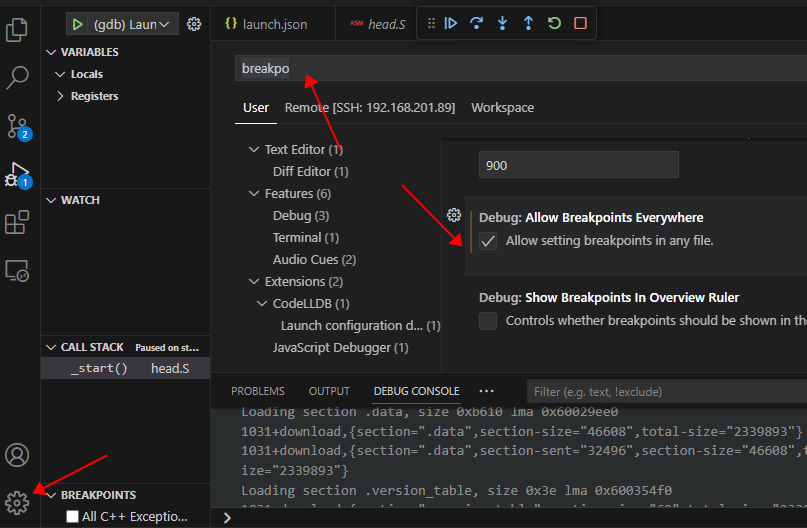 (gdb) Laun
launch.json
ASM head.S
VARIABLES
Locals
Registers
2
1
WATCH
CALL STACK Paused on st...
_start() head.S
BREAKPOINTS
All C++ Exceptio...
breakpo
User Remote [SSH: 192.168.201.89] Workspace
Text Editor (1)
Diff Editor (1)
Features (6)
Debug (3)
Terminal (1)
Audio Cues (2)
Extensions (2)
CodeLLDB (1)
Launch configuration d... (1)
JavaScript Debugger (1)
900
Debug: Allow Breakpoints Everywhere
Allow setting breakpoints in any file.
Debug: Show Breakpoints In Overview Ruler
Controls whether breakpoints should be shown in the
PROBLEMS OUTPUT DEBUG CONSOLE ...
Filter (e.g. text, !exclude)
Loading section .data, size 0xb610 lma 0x60029ee0
1031+download,{section=".data",section-size="46608",total-size="2339893"}
1031+download,{section=".data",section-sent="32496",section-size="46608",t
ize="2339893"}
Loading section .version_table, size 0x3e lma 0x600354f0